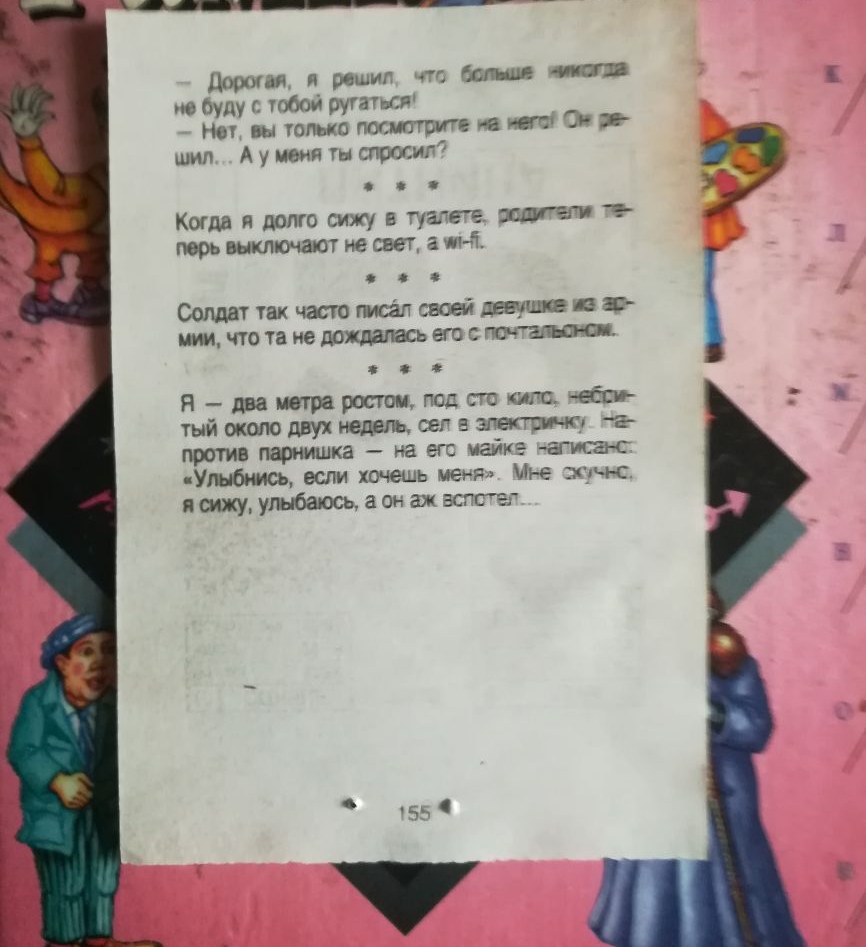 — Дорогая, я решил, что больше никогда
не буду с тобой ругаться!
— Нет, вы только посмотрите на него! Он ре-
шил... А у меня ты спросил?
* * *
Когда я долго сижу в туалете, родители те-
перь выключают не свет, а wi-fi.
* * *
Солдат так часто писáл своей девушке из ар-
мии, что та не дождалась его с почтальоном.
* * *
Я — два метра ростом, под сто кило, небри-
тый около двух недель, сел в электричку. На-
против парнишка — на его майке написано:
«Улыбнись, если хочешь меня». Мне скучно,
я сижу, улыбаюсь, а он аж вспотел...
155
К
Л